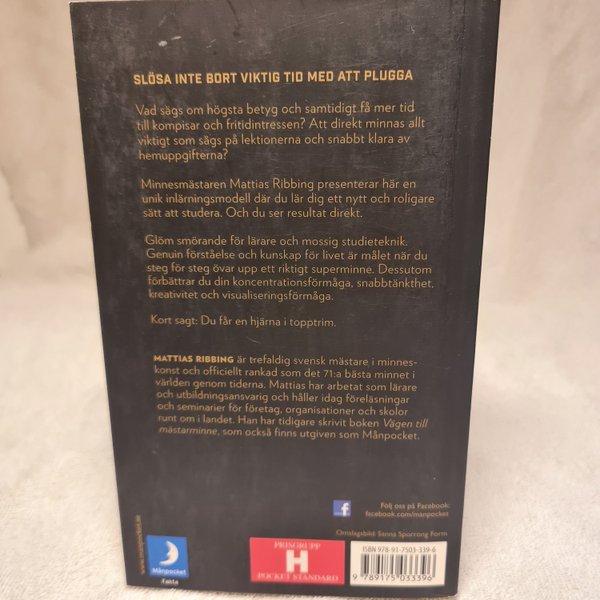 SLÖSA INTE BORT VIKTIG TID MED ATT PLUGGA
Vad sägs om högsta betyg och samtidigt få mer tid
till kompisar och fritidintressen? Att direkt minnas allt
viktigt som sägs på lektionerna och snabbt klara av
hemuppgifterna?
Minnesmästaren Mattias Ribbing presenterar här en
unik inlärningsmodell där du lär dig ett nytt och roligare
sätt att studera. Och du ser resultat direkt.
Glöm smörande för lärare och mossig studieteknik.
Genuin förståelse och kunskap för livet är målet när du
steg för steg övar upp ett riktigt superminne. Dessutom
förbättrar du din koncentrationsförmåga, snabbtänkthet,
kreativitet och visualiseringsförmåga.
Kort sagt: Du får en hjärna i topptrim.
MATTIAS RIBBING är trefaldig svensk mästare i minnes-
konst och officiellt rankad som det 71:a bästa minnet i
världen genom tiderna. Mattias har arbetat som lärare
och utbildningsansvarig och håller idag föreläsningar
och seminarier för företag, organisationer och skolor
runt om i landet. Han har tidigare skrivit boken Vägen till
mästarminne, som också finns utgiven som Månpocket.
f
Följ oss på Facebook:
facebook.com/manpocket
Omslagsbild: Sanna Sporrong Form
www.manpocket.se
Månpocket
Fakta
PRISGRUPP
H
POCKET STANDARD
ISBN 978-91-7503-339-6
9 789175 033396